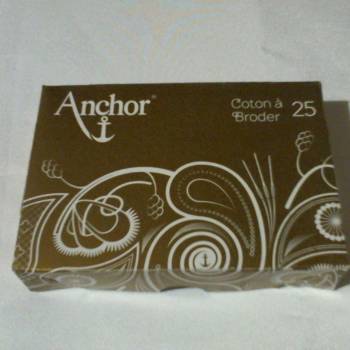 Anchor
Coton à
Broder 25